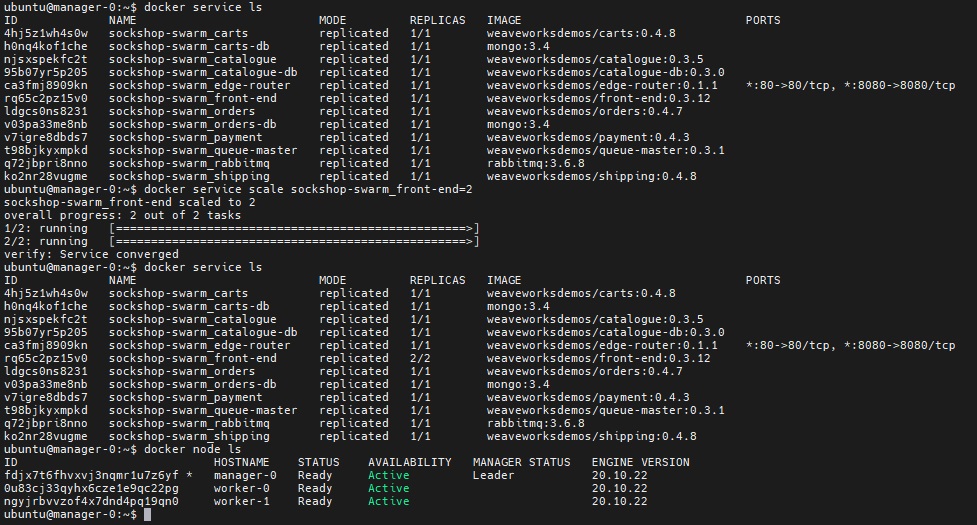 ubuntu@manager-0:~$ docker service ls
ID NAME MODE REPLICAS IMAGE PORTS
4hj5z1wh4s0w sockshop-swarm_carts replicated 1/1 weaveworksdemos/carts:0.4.8
h0nq4kof1che sockshop-swarm_carts-db replicated 1/1 mongo:3.4
njsxspekfc2t sockshop-swarm_catalogue replicated 1/1 weaveworksdemos/catalogue:0.3.5
95b07yr5p205 sockshop-swarm_catalogue-db replicated 1/1 weaveworksdemos/catalogue-db:0.3.0
ca3fmj8909kn sockshop-swarm_edge-router replicated 1/1 weaveworksdemos/edge-router:0.1.1 *:80->80/tcp, *:8080->8080/tcp
rq65c2pz15v0 sockshop-swarm_front-end replicated 1/1 weaveworksdemos/front-end:0.3.12
ldgcs0ns8231 sockshop-swarm_orders replicated 1/1 weaveworksdemos/orders:0.4.7
v03pa33me8nb sockshop-swarm_orders-db replicated 1/1 mongo:3.4
v7igre8dbds7 sockshop-swarm_payment replicated 1/1 weaveworksdemos/payment:0.4.3
t98bjkyxmpkd sockshop-swarm_queue-master replicated 1/1 weaveworksdemos/queue-master:0.3.1
q72jbpri8nno sockshop-swarm_rabbitmq replicated 1/1 rabbitmq:3.6.8
ko2nr28vugme sockshop-swarm_shipping replicated 1/1 weaveworksdemos/shipping:0.4.8
ubuntu@manager-0:~$ docker service scale sockshop-swarm_front-end=2
sockshop-swarm_front-end scaled to 2
overall progress: 2 out of 2 tasks
1/2: running [==================================================>]
2/2: running [==================================================>]
verify: Service converged
ubuntu@manager-0:~$ docker service ls
ID NAME MODE REPLICAS IMAGE PORTS
4hj5z1wh4s0w sockshop-swarm_carts replicated 1/1 weaveworksdemos/carts:0.4.8
h0nq4kof1che sockshop-swarm_carts-db replicated 1/1 mongo:3.4
njsxspekfc2t sockshop-swarm_catalogue replicated 1/1 weaveworksdemos/catalogue:0.3.5
95b07yr5p205 sockshop-swarm_catalogue-db replicated 1/1 weaveworksdemos/catalogue-db:0.3.0
ca3fmj8909kn sockshop-swarm_edge-router replicated 1/1 weaveworksdemos/edge-router:0.1.1 *:80->80/tcp, *:8080->8080/tcp
rq65c2pz15v0 sockshop-swarm_front-end replicated 2/2 weaveworksdemos/front-end:0.3.12
ldgcs0ns8231 sockshop-swarm_orders replicated 1/1 weaveworksdemos/orders:0.4.7
v03pa33me8nb sockshop-swarm_orders-db replicated 1/1 mongo:3.4
v7igre8dbds7 sockshop-swarm_payment replicated 1/1 weaveworksdemos/payment:0.4.3
t98bjkyxmpkd sockshop-swarm_queue-master replicated 1/1 weaveworksdemos/queue-master:0.3.1
q72jbpri8nno sockshop-swarm_rabbitmq replicated 1/1 rabbitmq:3.6.8
ko2nr28vugme sockshop-swarm_shipping replicated 1/1 weaveworksdemos/shipping:0.4.8
ubuntu@manager-0:~$ docker node ls
ID HOSTNAME STATUS AVAILABILITY MANAGER STATUS ENGINE VERSION
fdjx7t6fhvxvj3nqmr1u7z6yf * manager-0 Ready Active Leader 20.10.22
0u83cj33qyhx6cze1e9qc22pg worker-0 Ready Active 20.10.22
ngyjrbvvzof4x7dnd4pq19qn0 worker-1 Ready Active 20.10.22
ubuntu@manager-0:~$